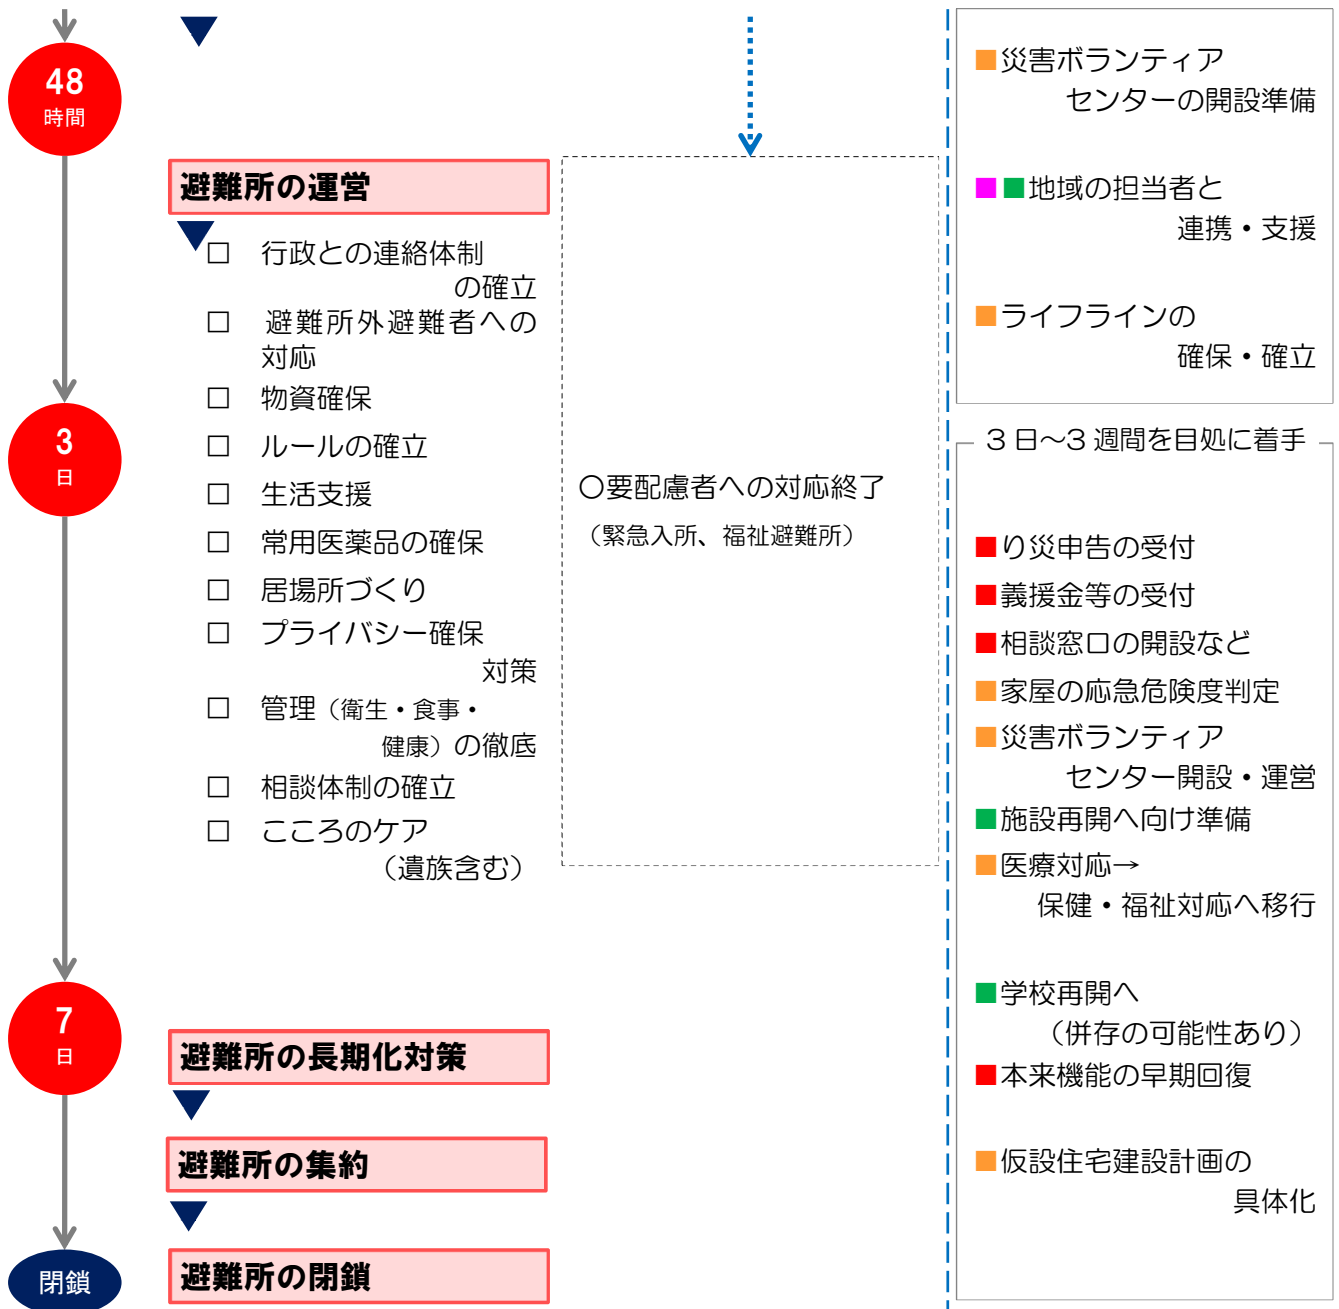 48
時間
3
日
7
日
閉鎖
避難所の運営
□ 行政との連絡体制
の確立
□ 避難所外避難者への
対応
□ 物資確保
□ ルールの確立
□ 生活支援
□ 常用医薬品の確保
□ 居場所づくり
□ プライバシー確保
対策
□ 管理（衛生・食事・
健康）の徹底
□ 相談体制の確立
□ こころのケア
（遺族含む）
避難所の長期化対策
避難所の集約
避難所の閉鎖
〇要配慮者への対応終了
（緊急入所、福祉避難所）
■災害ボランティア
センターの開設準備
■■地域の担当者と
連携・支援
■ライフラインの
確保・確立
3日～3週間を目処に着手
■り災申告の受付
■義援金等の受付
■相談窓口の開設など
■家屋の応急危険度判定
■災害ボランティア
センター開設・運営
■施設再開へ向け準備
■医療対応→
保健・福祉対応へ移行
■学校再開へ
（併存の可能性あり）
■本来機能の早期回復
■仮設住宅建設計画の
具体化